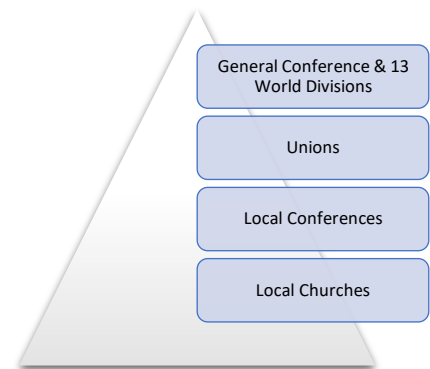 General Conference & 13
World Divisions
Unions
Local Conferences
Local Churches